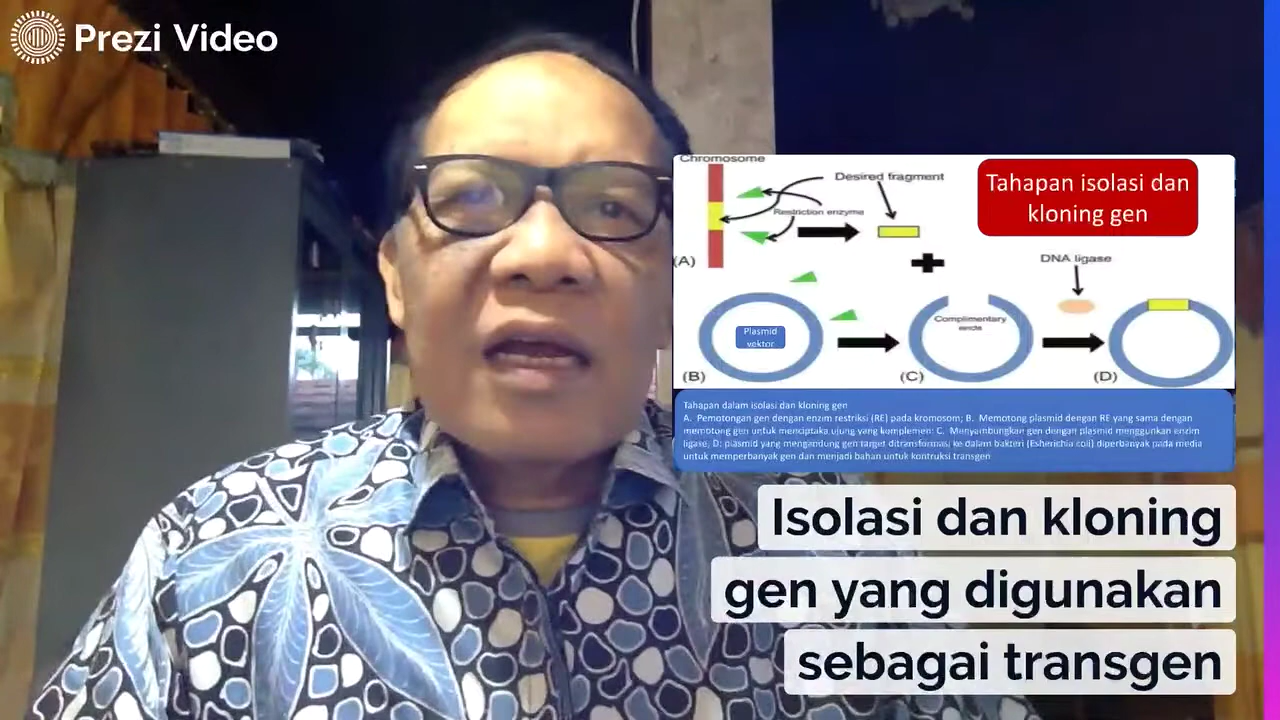 Prezi Video
Chromosome
Desired fragment
Restriction enzyme
Tahapan isolasi dan
kloning gen
(A)
DNA ligase
Plasmid
vektor
Complimentary
ends
(B)
(C)
(D)
Tahapan dalam isolasi dan kloning gen
A. Pemotongan gen dengan enzim restriksi (RE) pada kromosom; B. Memotong plasmid dengan RE yang sama dengan
memotong gen untuk menciptaka ujung yang komplemen: C. Menyambungkan gen dengan plasmid menggunkan enzim
ligase; D: plasmid yang mengandung gen target ditransformasi ke dalam bakteri (Esherichia coli) diperbanyak pada media
untuk memperbanyak gen dan menjadi bahan untuk kontruksi transgen
Isolasi dan kloning
gen yang digunakan
sebagai transgen